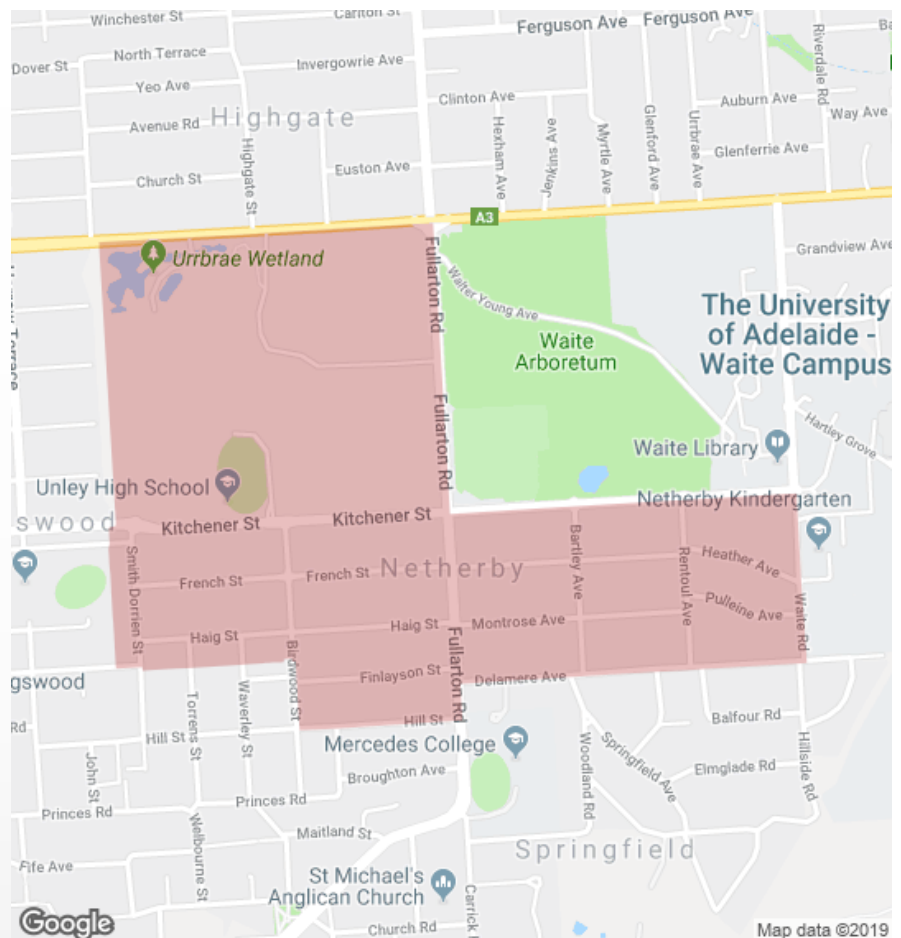 Winchester St
Carlton St
Ferguson Ave
Ferguson Ave
North Terrace
Dover St
Invergowrie Ave
Riverdale Rd
Yeo Ave
Clinton Ave
Auburn Ave
Way Ave
Avenue Rd
Highgate
Highgate St
Hexham Ave
Jenkins Ave
Myrtle Ave
Glenford Ave
Urrbrae Ave
Glenferrie Ave
Euston Ave
Church St
A3
Grandview Ave
Urrbrae Wetland
Fullarton Rd
Walter Young Ave
The University
of Adelaide -
Waite Campus
Waite
Arboretum
Terrace
Fullarton Rd
Hartley Grove
Waite Library
Unley High School
Netherby Kindergarten
swood
Kitchener St
Kitchener St
Smith Dorrien St
French St
French St
Netherby
Bartley Ave
Rentoul Ave
Heather Ave
Pulleine Ave
Waite Rd
Haig St
Haig St
Montrose Ave
Birdwood St
Fullarton Rd
Finlayson St
Delamere Ave
gswood
Torrens St
Waverley St
Rd
Hill St
Hill St
Balfour Rd
Mercedes College
Woodland Rd
Springfield Ave
Hillside Rd
John St
Broughton Ave
Elmglade Rd
Princes Rd
Princes Rd
Welbourne St
Maitland St
Springfield
Fife Ave
St Michael's
Anglican Church
Carrick
Church Rd
Google
Map data ©2019